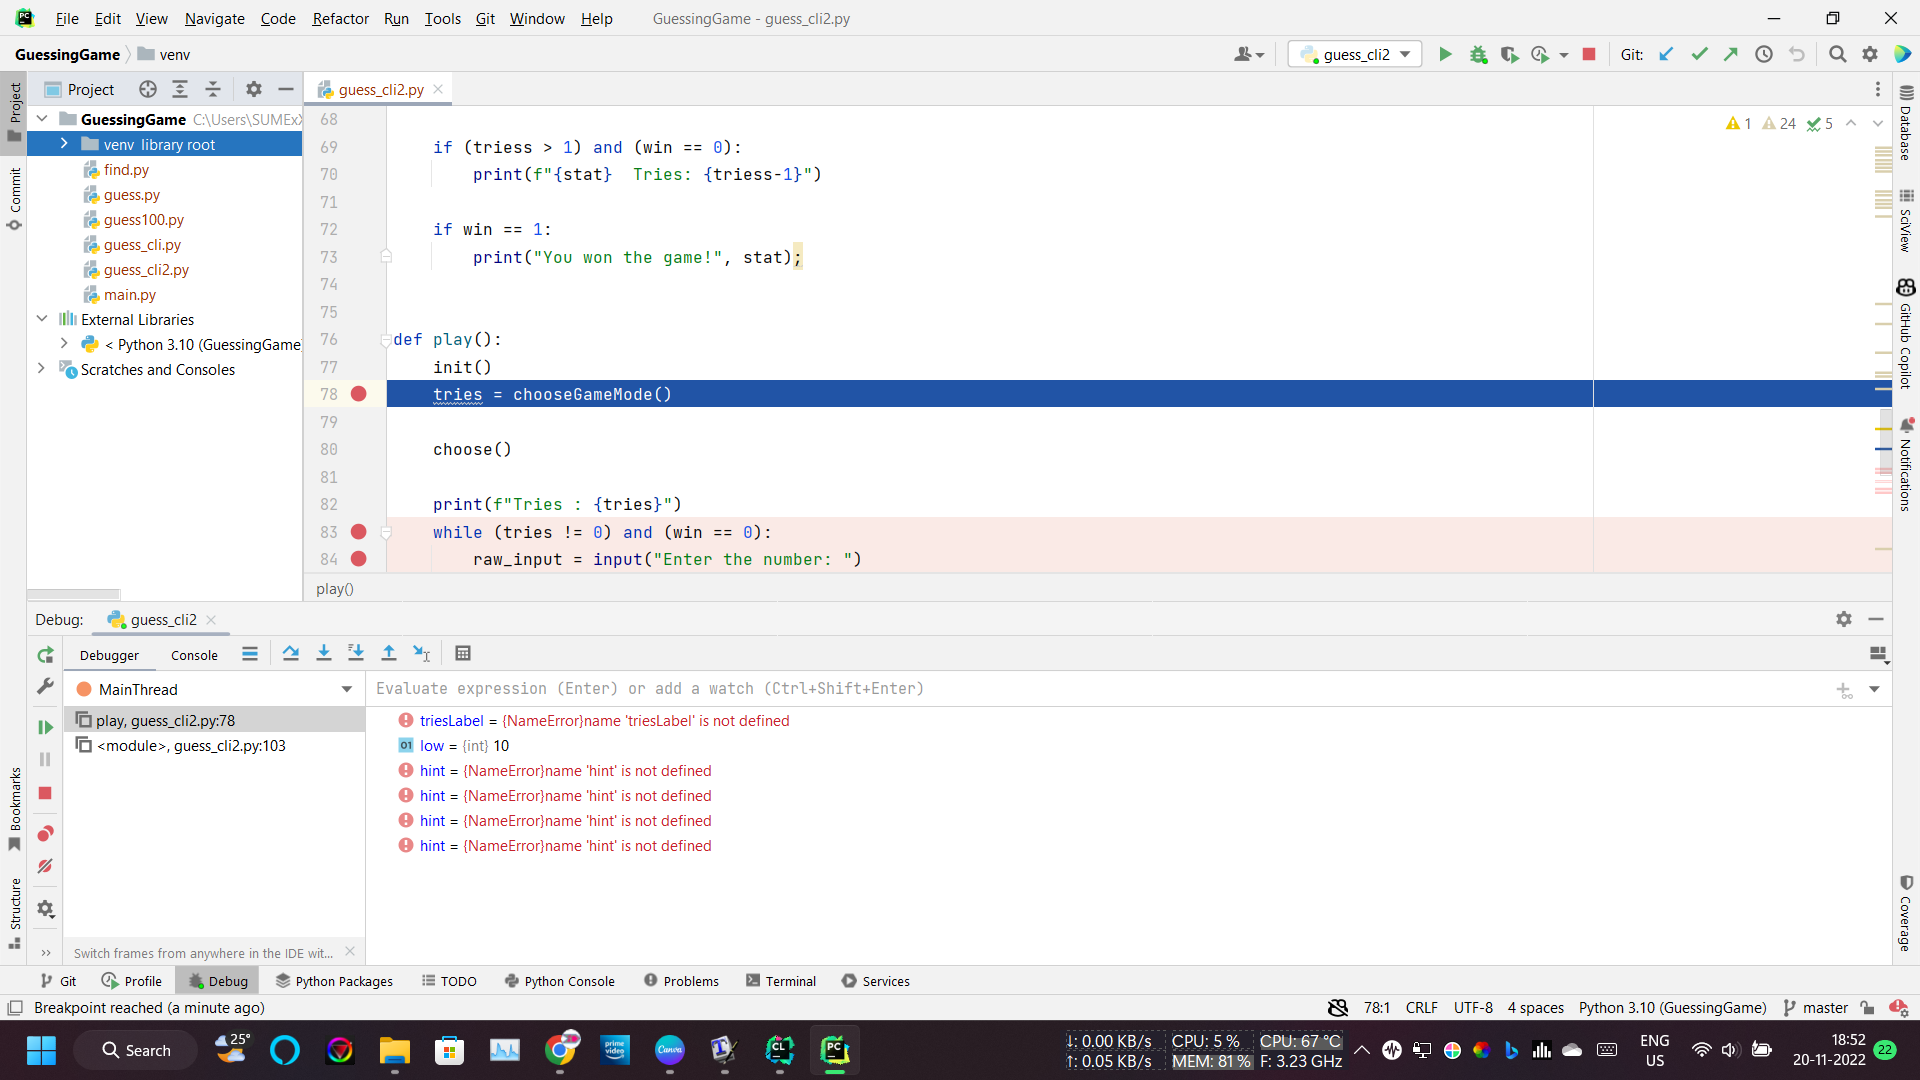 File Edit View Navigate Code Refactor Run Tools Git Window Help GuessingGame - guess_cli2.py
GuessingGame venv guess_cli2 Git:
Project
Project guess_cli2.py
GuessingGame C:\Users\SUMEx
venv library root
find.py
guess.py
guess100.py
guess_cli.py
guess_cli2.py
main.py
External Libraries
< Python 3.10 (GuessingGame)
Scratches and Consoles
Commit
Bookmarks
Structure
1 24 5
68
69 if (triess > 1) and (win == 0):
70 print(f"{stat}  Tries: {triess-1}")
71
72 if win == 1:
73 print("You won the game!", stat);
74
75
76 def play():
77 init()
78 tries = chooseGameMode()
79
80 choose()
81
82 print(f"Tries : {tries}")
83 while (tries != 0) and (win == 0):
84 raw_input = input("Enter the number: ")
play()
Database
SciView
GitHub Copilot
Notifications
Coverage
Debug: guess_cli2
Debugger Console
MainThread Evaluate expression (Enter) or add a watch (Ctrl+Shift+Enter)
play, guess_cli2.py:78
<module>, guess_cli2.py:103
triesLabel = {NameError}name 'triesLabel' is not defined
01 low = {int} 10
hint = {NameError}name 'hint' is not defined
hint = {NameError}name 'hint' is not defined
hint = {NameError}name 'hint' is not defined
hint = {NameError}name 'hint' is not defined
Switch frames from anywhere in the IDE wit...
Git Profile Debug Python Packages TODO Python Console Problems Terminal Services
Breakpoint reached (a minute ago) 78:1 CRLF UTF-8 4 spaces Python 3.10 (GuessingGame) master
25° Search prime video Canva CL PC
↓: 0.00 KB/s CPU: 5 % CPU: 67 °C
↑: 0.05 KB/s MEM: 81 % F: 3.23 GHz
ENG
US
18:52
20-11-2022
22